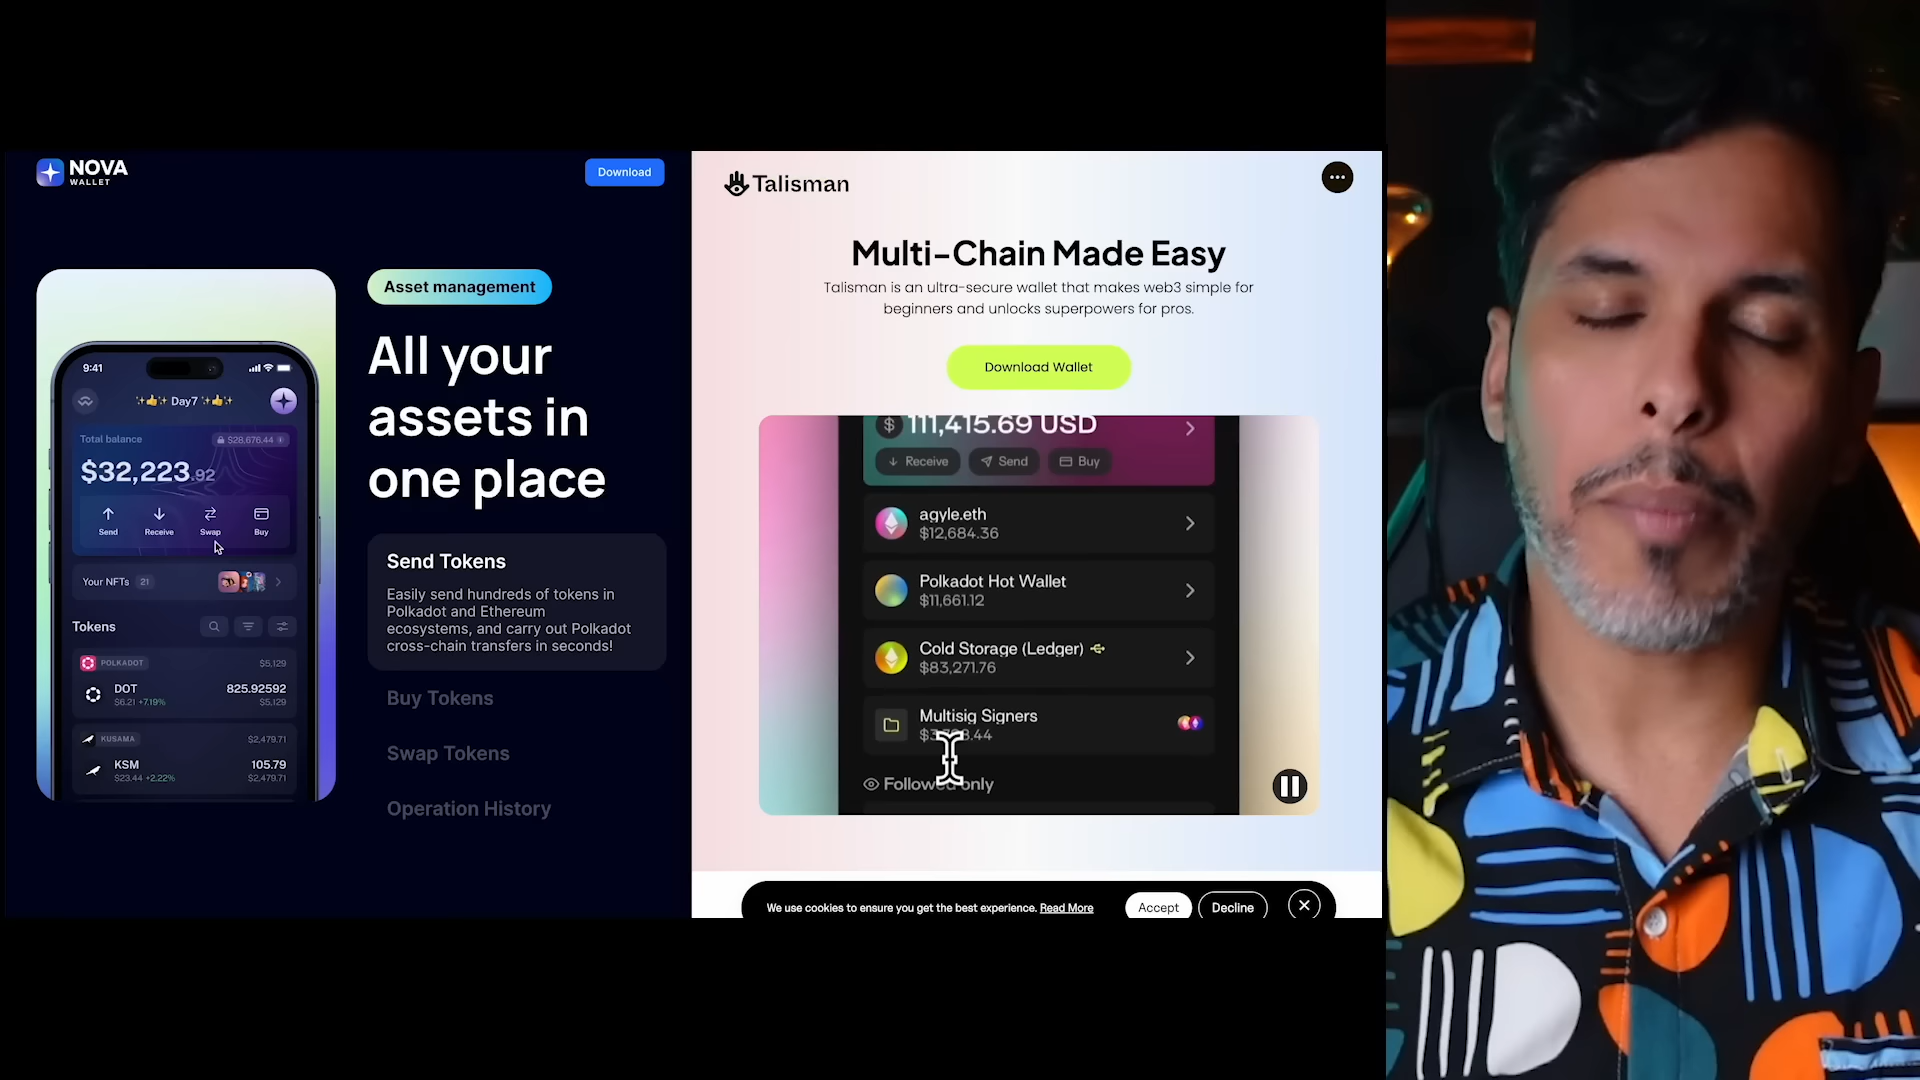 NOVA
WALLET
Download
Asset management
All your
assets in
one place
9:41
✨👍✨ Day7 ✨👍✨
Total balance
$28,676.44
$32,223.92
Send
Receive
Swap
Buy
Your NFTs 21
Tokens
POLKADOT
$5,129
DOT
825.92592
$6.21 +7.19%
$5,129
KUSAMA
$2,479.71
KSM
105.79
$23.44 +2.22%
$2,479.71
Send Tokens
Easily send hundreds of tokens in
Polkadot and Ethereum
ecosystems, and carry out Polkadot
cross-chain transfers in seconds!
Buy Tokens
Swap Tokens
Operation History
Talisman
Multi-Chain Made Easy
Talisman is an ultra-secure wallet that makes web3 simple for
beginners and unlocks superpowers for pros.
Download Wallet
$ 111,415.69 USD
Receive
Send
Buy
agyle.eth
$12,684.36
Polkadot Hot Wallet
$11,661.12
Cold Storage (Ledger)
$83,271.76
Multisig Signers
Followed only
We use cookies to ensure you get the best experience. Read More
Accept
Decline